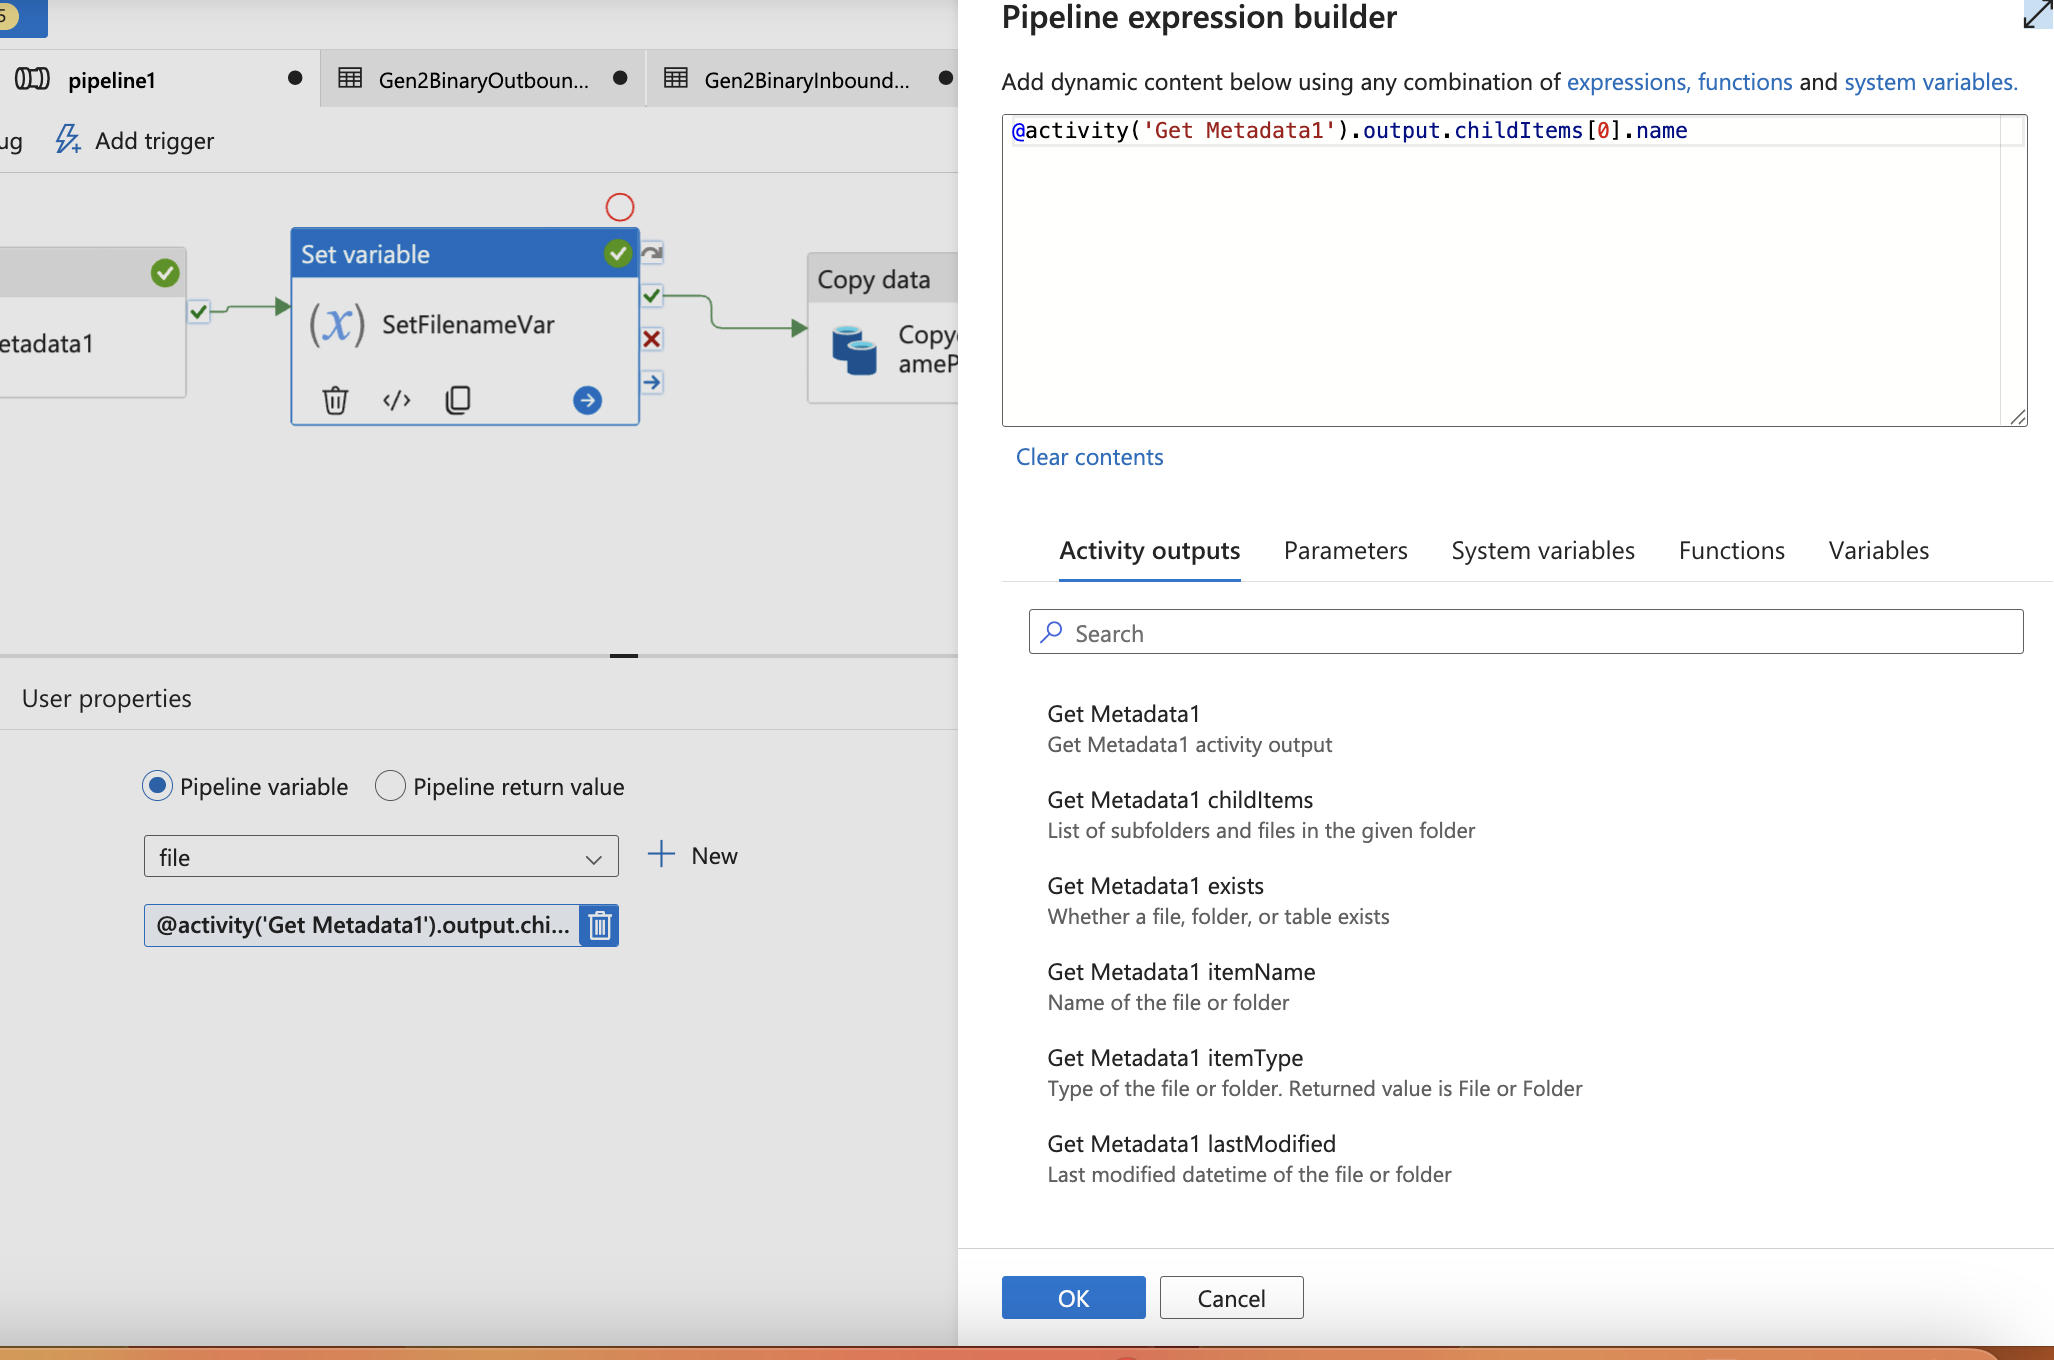 5
pipeline1
Gen2BinaryOutboun...
Gen2BinaryInbound...
ug
Add trigger
etadata1
Set variable
(x)
SetFilenameVar
</>
Copy data
Copy
ameP
User properties
Pipeline variable
Pipeline return value
file
New
@activity('Get Metadata1').output.chi...
Pipeline expression builder
Add dynamic content below using any combination of expressions, functions and system variables.
@activity('Get Metadata1').output.childItems[0].name
Clear contents
Activity outputs
Parameters
System variables
Functions
Variables
Search
Get Metadata1
Get Metadata1 activity output
Get Metadata1 childItems
List of subfolders and files in the given folder
Get Metadata1 exists
Whether a file, folder, or table exists
Get Metadata1 itemName
Name of the file or folder
Get Metadata1 itemType
Type of the file or folder. Returned value is File or Folder
Get Metadata1 lastModified
Last modified datetime of the file or folder
OK
Cancel